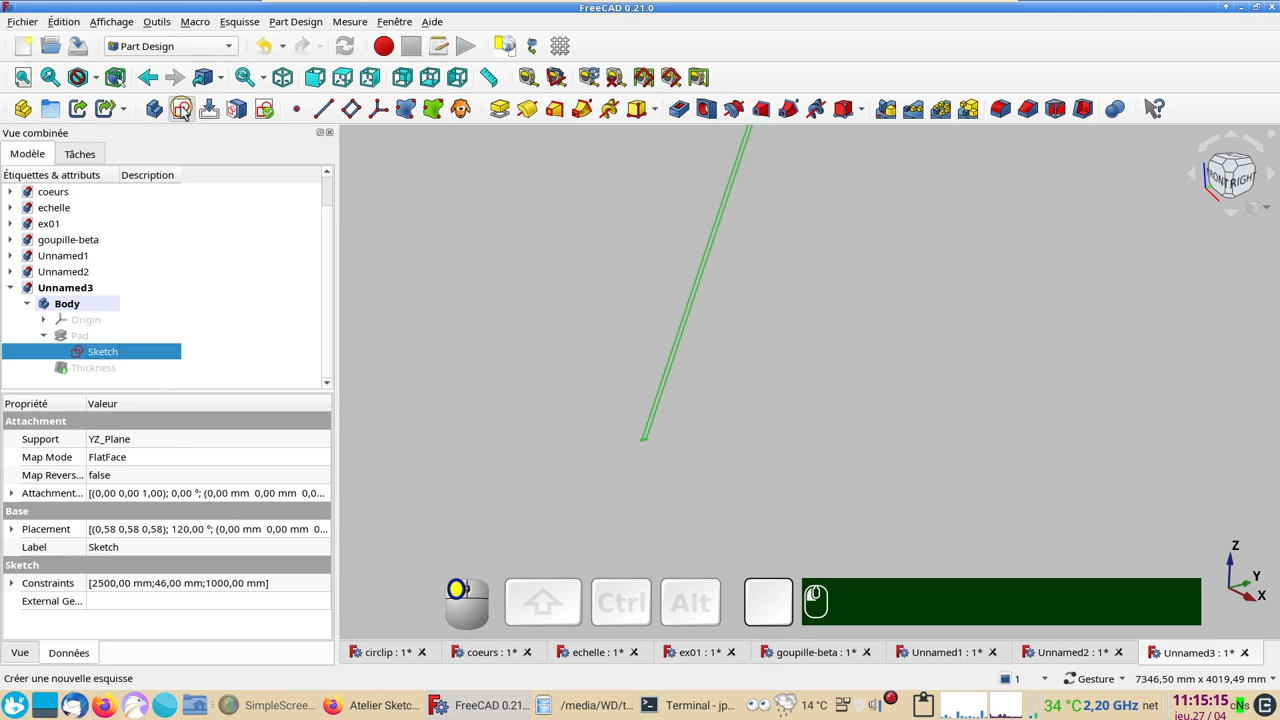 FreeCAD 0.21.0
Fichier Édition Affichage Outils Macro Esquisse Part Design Mesure Fenêtre Aide
Part Design
Vue combinée
Modèle Tâches
Étiquettes & attributs Description
coeurs
echelle
ex01
goupille-beta
Unnamed1
Unnamed2
Unnamed3
Body
Origin
Pad
Sketch
Thickness
FRONT RIGHT
Propriété Valeur
Attachment
Support YZ_Plane
Map Mode FlatFace
Map Revers... false
Attachment... [(0,00 0,00 1,00); 0,00 °; (0,00 mm 0,00 mm 0,0...
Base
Placement [(0,58 0,58 0,58); 120,00 °; (0,00 mm 0,00 mm 0...
Label Sketch
Sketch
Constraints [2500,00 mm;46,00 mm;1000,00 mm]
External Ge...
Z
Y
X
Ctrl Alt
Vue Données
circlip : 1* coeurs : 1* echelle : 1* ex01 : 1* goupille-beta : 1* Unnamed1 : 1* Unnamed2 : 1* Unnamed3 : 1*
Créer une nouvelle esquisse 1 Gesture 7346,50 mm x 4019,49 mm
SimpleScree... Atelier Sketc... FreeCAD 0.2... /media/WD/t... Terminal - jp... 14 °C 34 °C 2,20 GHz net 11:15:15
jeu.27 / 04